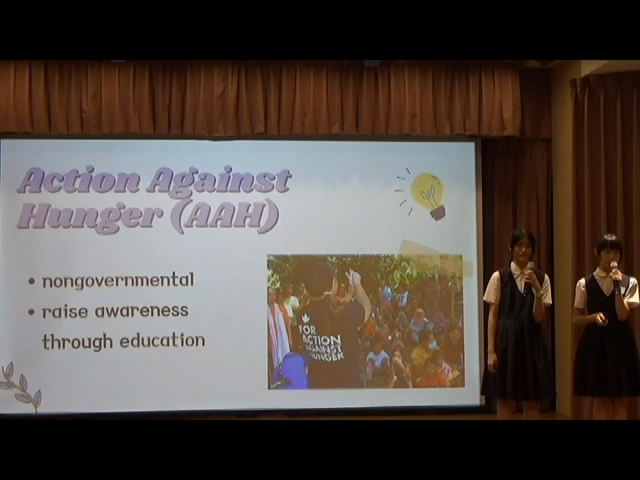 Action Against
Hunger (AAH)
• nongovernmental
• raise awareness
through education
FOR
ACTION
AGAINST
HUNGER